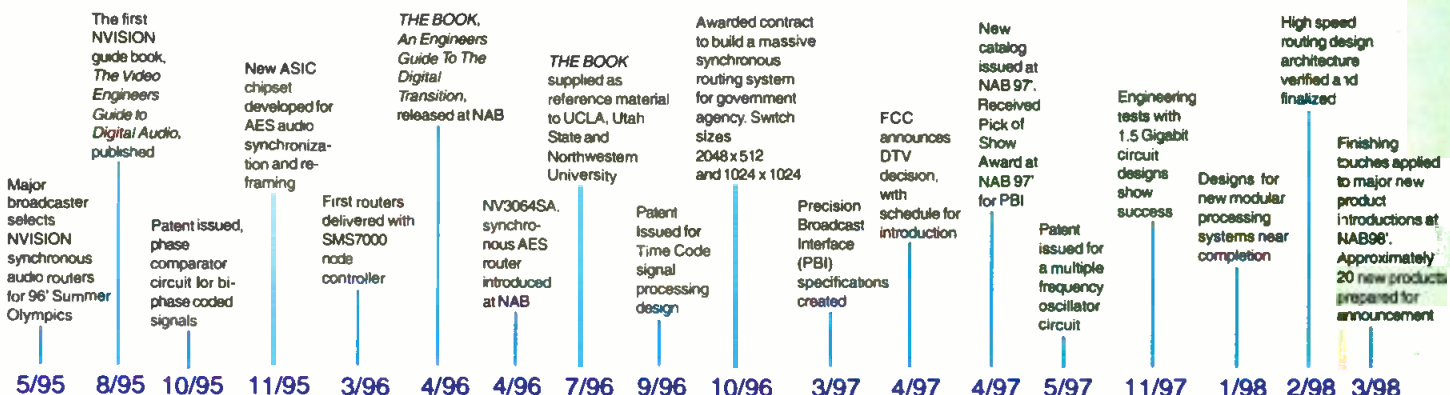 Major
broadcaster
selects
NVISION
synchronous
audio routers
for 96' Summer
Olympics
5/95
The first
NVISION
guide book,
The Video
Engineers
Guide to
Digital Audio,
published
8/95
Patent issued,
phase
comparator
circuit for bi-
phase coded
signals
10/95
New ASIC
chipset
developed for
AES audio
synchroniza-
tion and re-
framing
11/95
First routers
delivered with
SMS7000
node
controller
3/96
THE BOOK,
An Engineers
Guide To The
Digital
Transition,
released at NAB
4/96
NV3064SA,
synchro-
nous AES
router
introduced
at NAB
4/96
THE BOOK
supplied as
reference material
to UCLA, Utah
State and
Northwestern
University
7/96
Patent
Issued for
Time Code
signal
processing
design
9/96
Awarded contract
to build a massive
synchronous
routing system
for government
agency. Switch
sizes
2048 x 512
and 1024 x 1024
10/96
Precision
Broadcast
Interface
(PBI)
specifications
created
3/97
FCC
announces
DTV
decision,
with
schedule for
introduction
4/97
New
catalog
issued at
NAB 97'.
Received
Pick of
Show
Award at
NAB 97'
for PBI
4/97
Patent
issued for
a multiple
frequency
oscillator
circuit
5/97
Engineering
tests with
1.5 Gigabit
circuit
designs
show
success
11/97
Designs for
new modular
processing
systems near
completion
1/98
High speed
routing design
architecture
verified and
finalized
2/98
Finishing
touches applied
to major new
product
introductions at
NAB98'.
Approximately
20 new products
prepared for
announcement
3/98